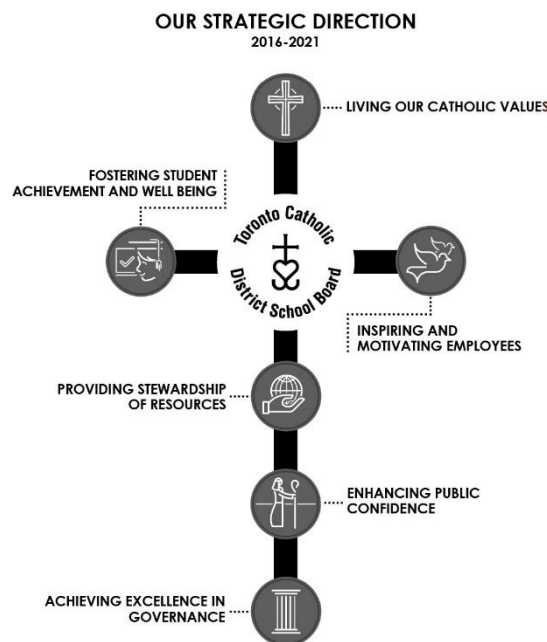 OUR STRATEGIC DIRECTION
2016-2021
LIVING OUR CATHOLIC VALUES
FOSTERING STUDENT
ACHIEVEMENT AND WELL BEING
Toronto Catholic
District School Board
INSPIRING AND
MOTIVATING EMPLOYEES
PROVIDING STEWARDSHIP
OF RESOURCES
ENHANCING PUBLIC
CONFIDENCE
ACHIEVING EXCELLENCE IN
GOVERNANCE